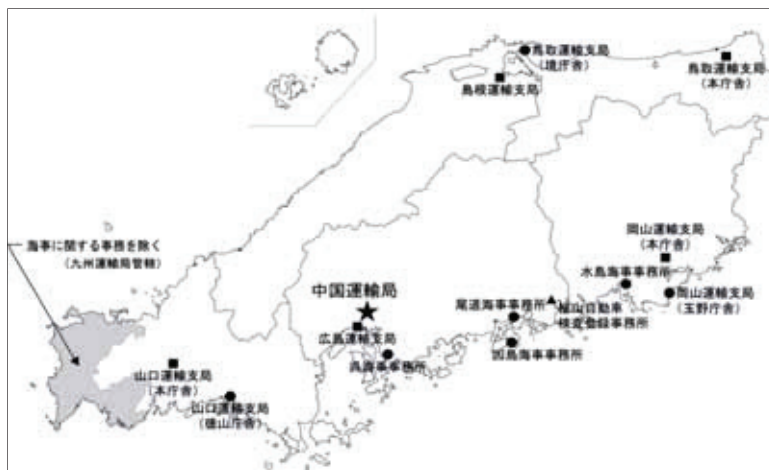 鳥取運輸支局
(境庁舎)
島根運輸支局
鳥取運輸支局
(本庁舎)
海事に関する事務を除く
(九州運輸局管轄)
岡山運輸支局
(本庁舎)
水島海事事務所
岡山運輸支局
(玉野庁舎)
中国運輸局
広島運輸支局
呉海事事務所
尾道海事事務所
福山自動車
検査登録事務所
因島海事事務所
山口運輸支局
(本庁舎)
山口運輸支局
(徳山庁舎)